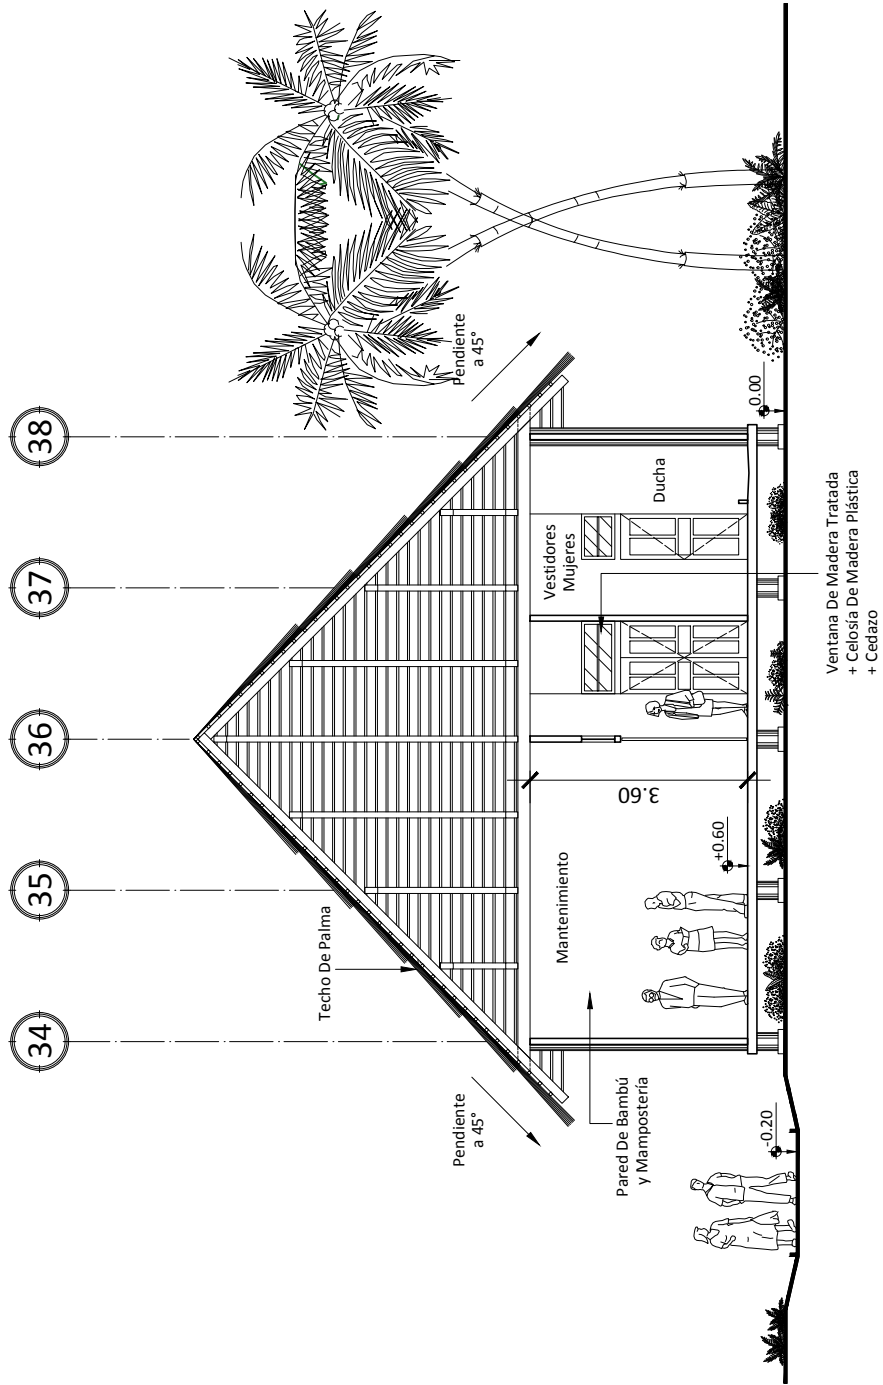 34
35
36
37
38
Techo De Palma
Pendiente
a 45°
Pendiente
a 45°
Pared De Bambú
y Mampostería
Mantenimiento
3.60
Vestidores
Mujeres
Ducha
-0.20
+0.60
0.00
Ventana De Madera Tratada
+ Celosía De Madera Plástica
+ Cedazo